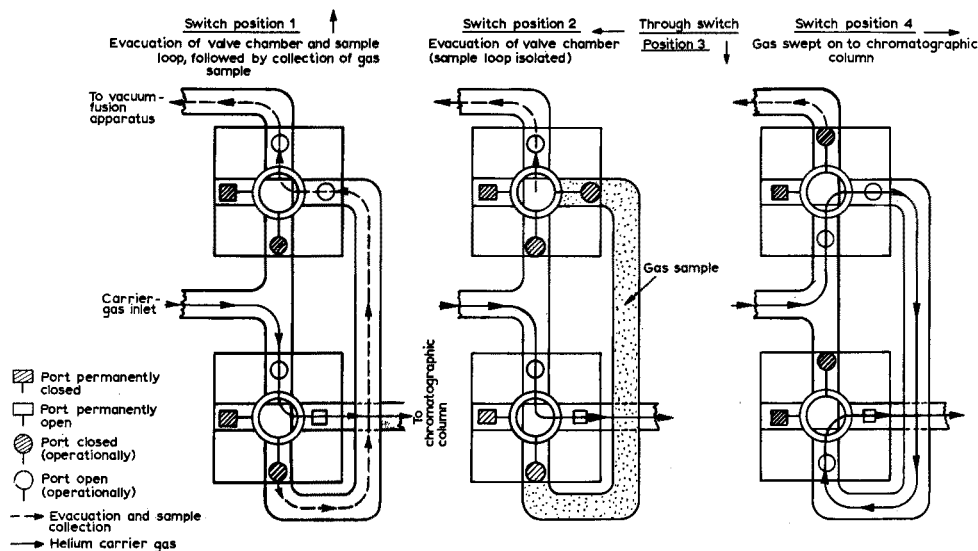 Switch position 1
Evacuation of valve chamber and sample
loop, followed by collection of gas
sample
Switch position 2
Evacuation of valve chamber
(sample loop isolated)
Through switch
Position 3
Switch position 4
Gas swept on to chromatographic
column
To vacuum-
fusion
apparatus
Carrier-
gas inlet
Gas sample
To
chromatographic
column
Port permanently
closed
Port permanently
open
Port closed
(operationally)
Port open
(operationally)
Evacuation and sample
collection
Helium carrier gas